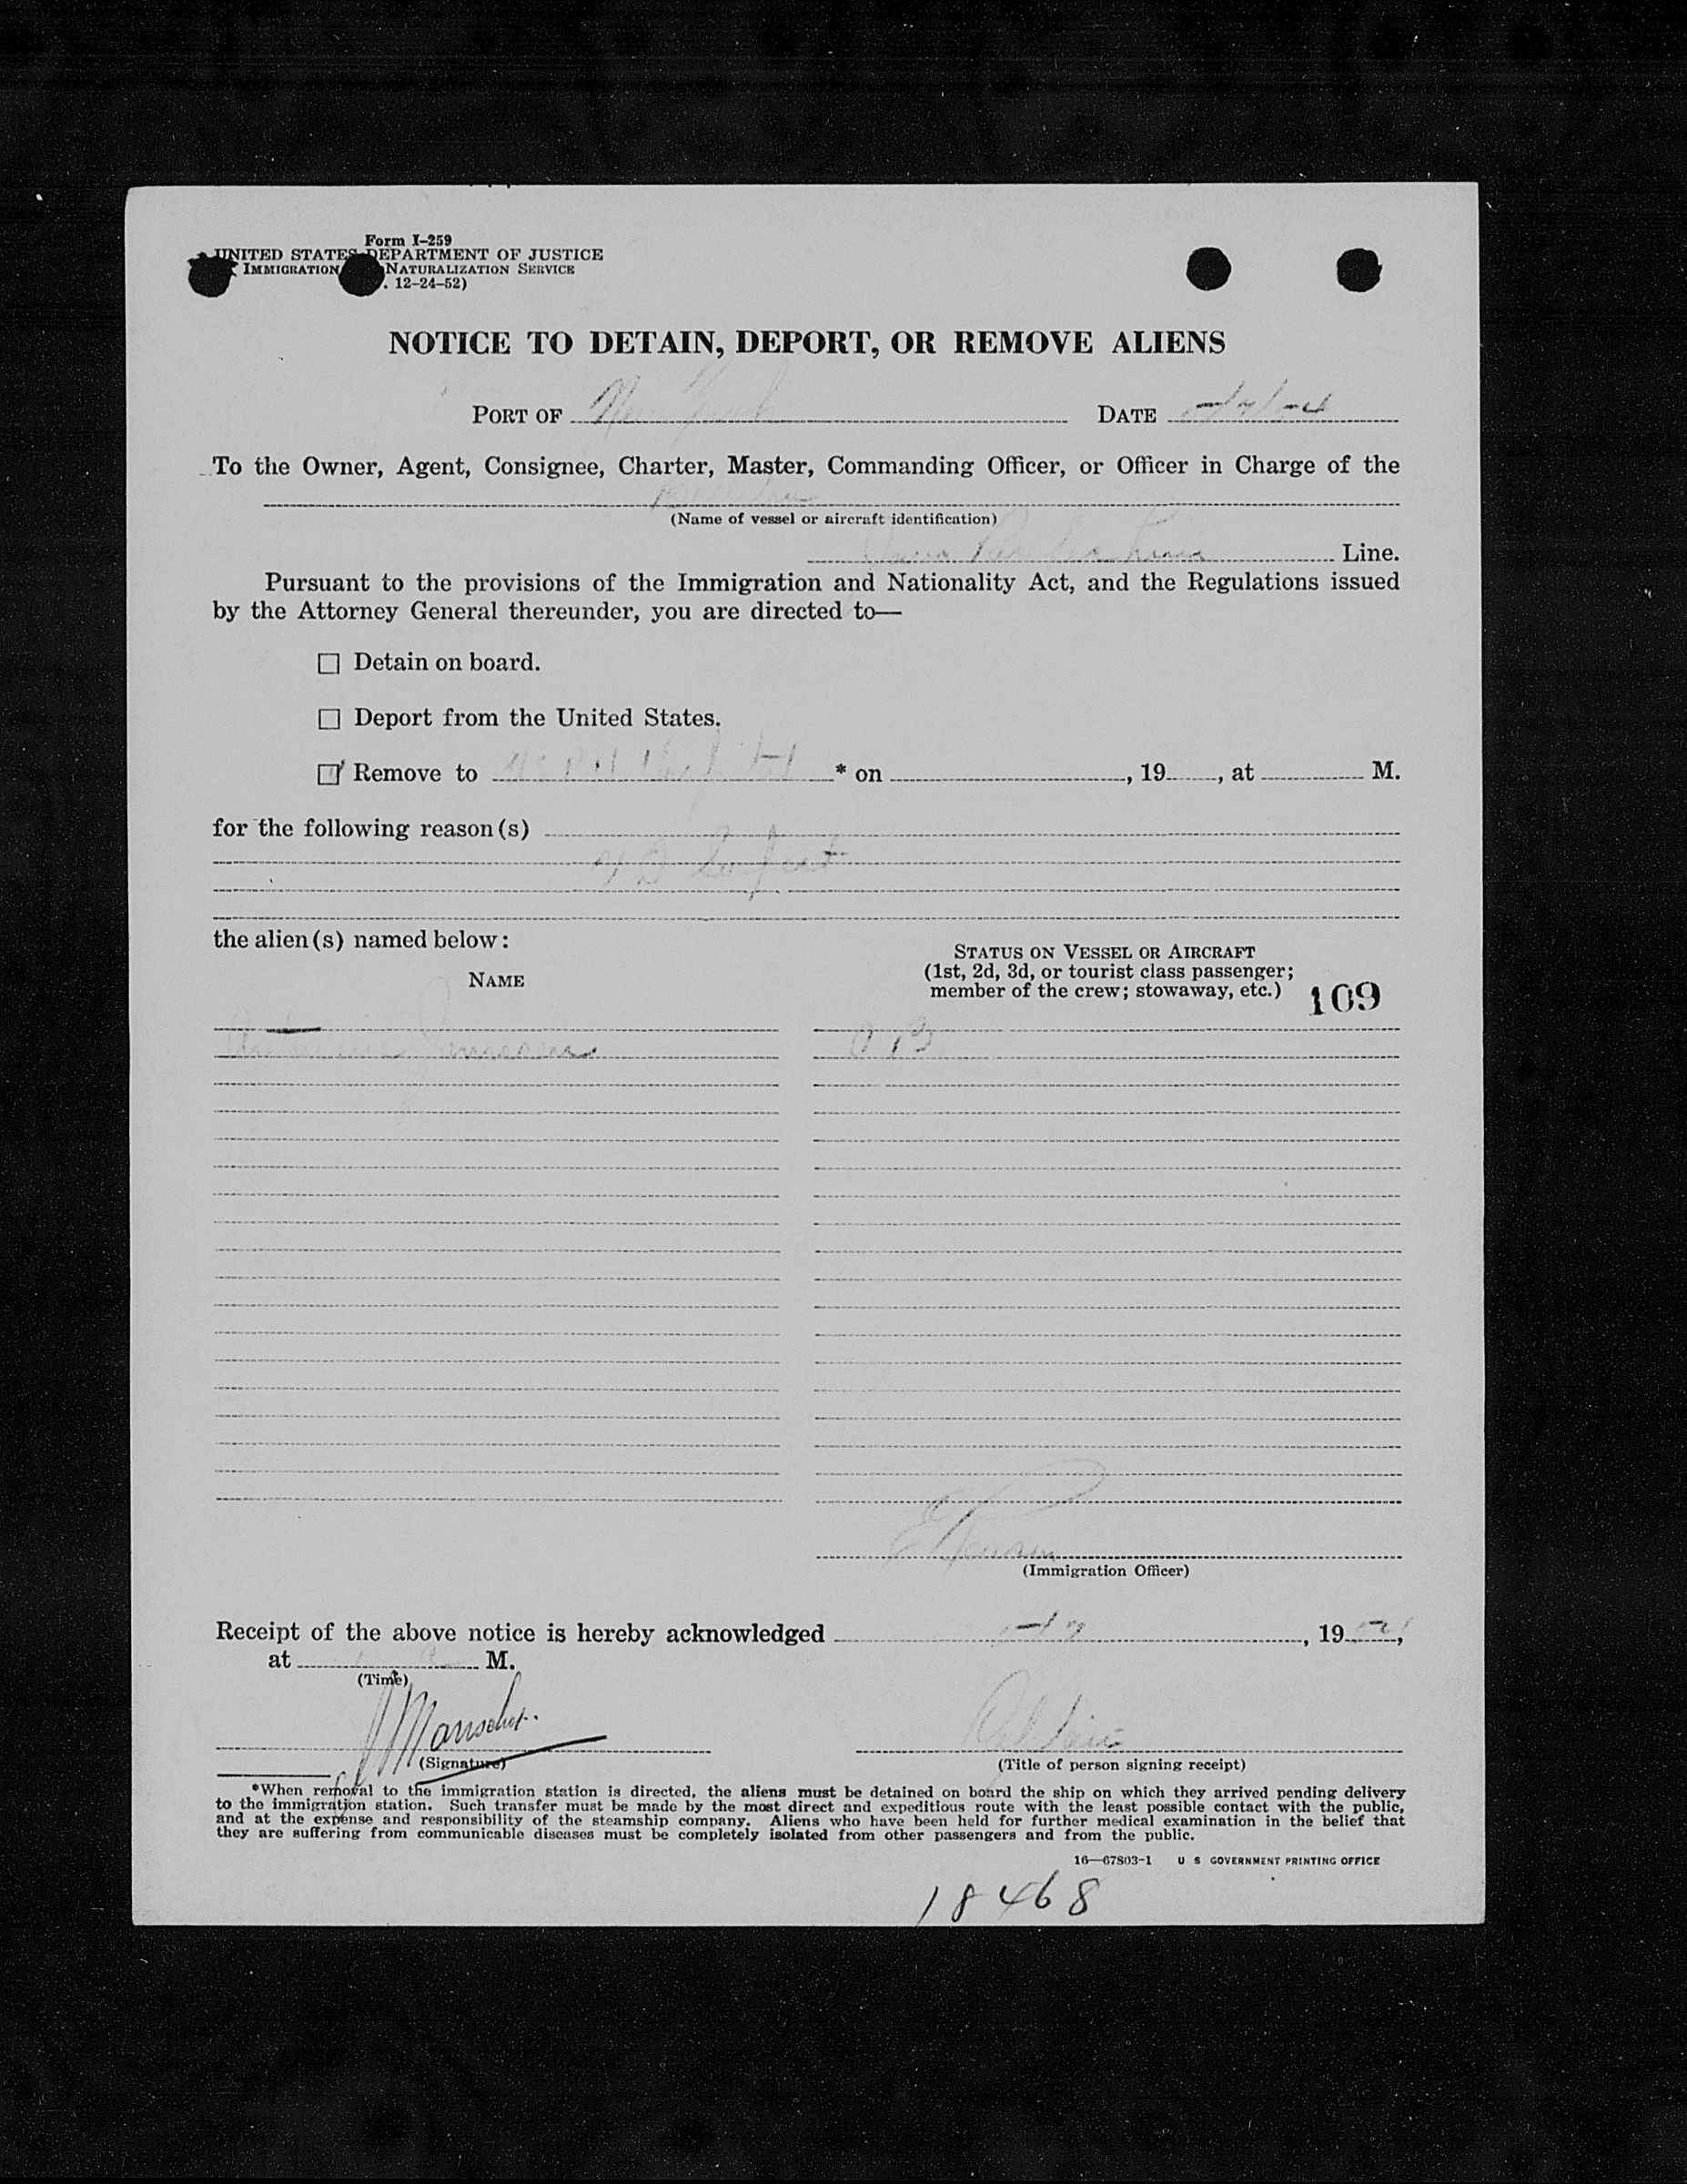 Form I-259
UNITED STATES DEPARTMENT OF JUSTICE
IMMIGRATION NATURALIZATION SERVICE
. 12-24-52)
NOTICE TO DETAIN, DEPORT, OR REMOVE ALIENS
PORT OF New York DATE
To the Owner, Agent, Consignee, Charter, Master, Commanding Officer, or Officer in Charge of the
(Name of vessel or aircraft identification)
Line.
Pursuant to the provisions of the Immigration and Nationality Act, and the Regulations issued
by the Attorney General thereunder, you are directed to—
Detain on board.
Deport from the United States.
Remove to * on , 19 , at M.
for the following reason(s)
the alien(s) named below:
STATUS ON VESSEL OR AIRCRAFT
(1st, 2d, 3d, or tourist class passenger;
member of the crew; stowaway, etc.)
NAME
109
(Immigration Officer)
Receipt of the above notice is hereby acknowledged , 19 ,
at M.
(Time)
(Signature) (Title of person signing receipt)
*When removal to the immigration station is directed, the aliens must be detained on board the ship on which they arrived pending delivery
to the immigration station. Such transfer must be made by the most direct and expeditious route with the least possible contact with the public,
and at the expense and responsibility of the steamship company. Aliens who have been held for further medical examination in the belief that
they are suffering from communicable diseases must be completely isolated from other passengers and from the public.
16—67803-1 U S GOVERNMENT PRINTING OFFICE
18468